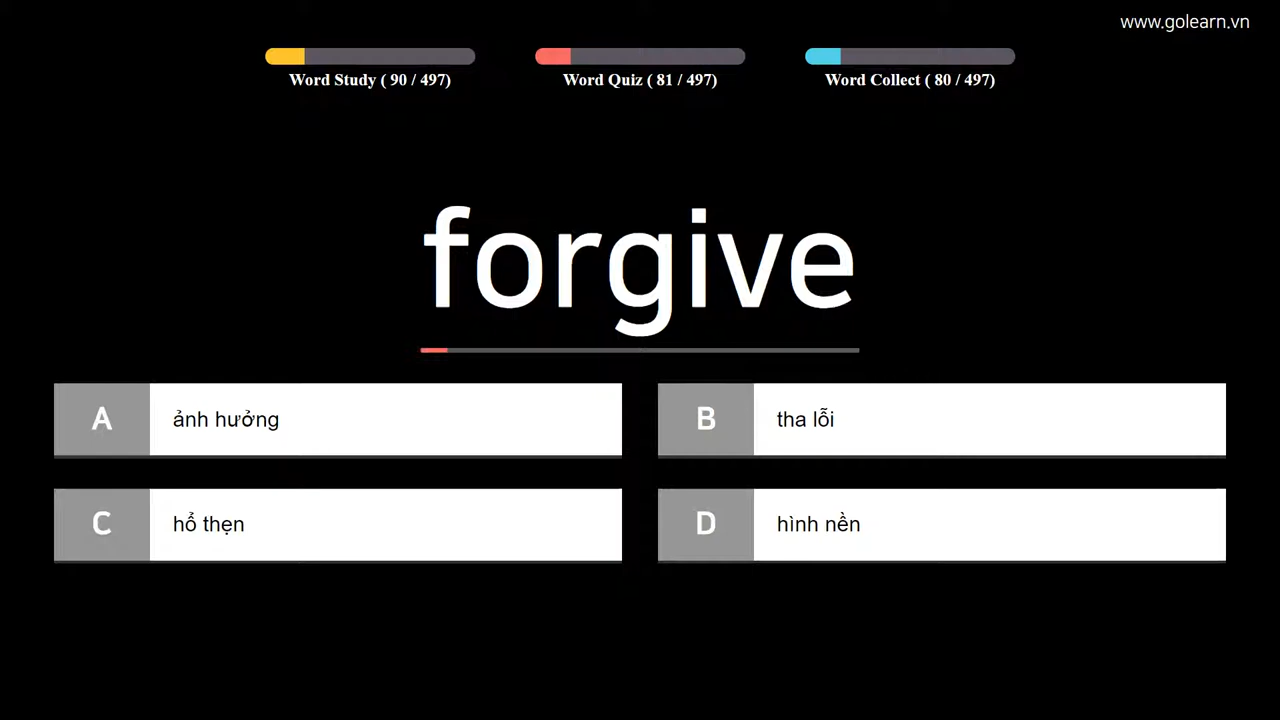 www.golearn.vn
Word Study ( 90 / 497)
Word Quiz ( 81 / 497)
Word Collect ( 80 / 497)
forgive
A ảnh hưởng
B tha lỗi
C hổ thẹn
D hình nền